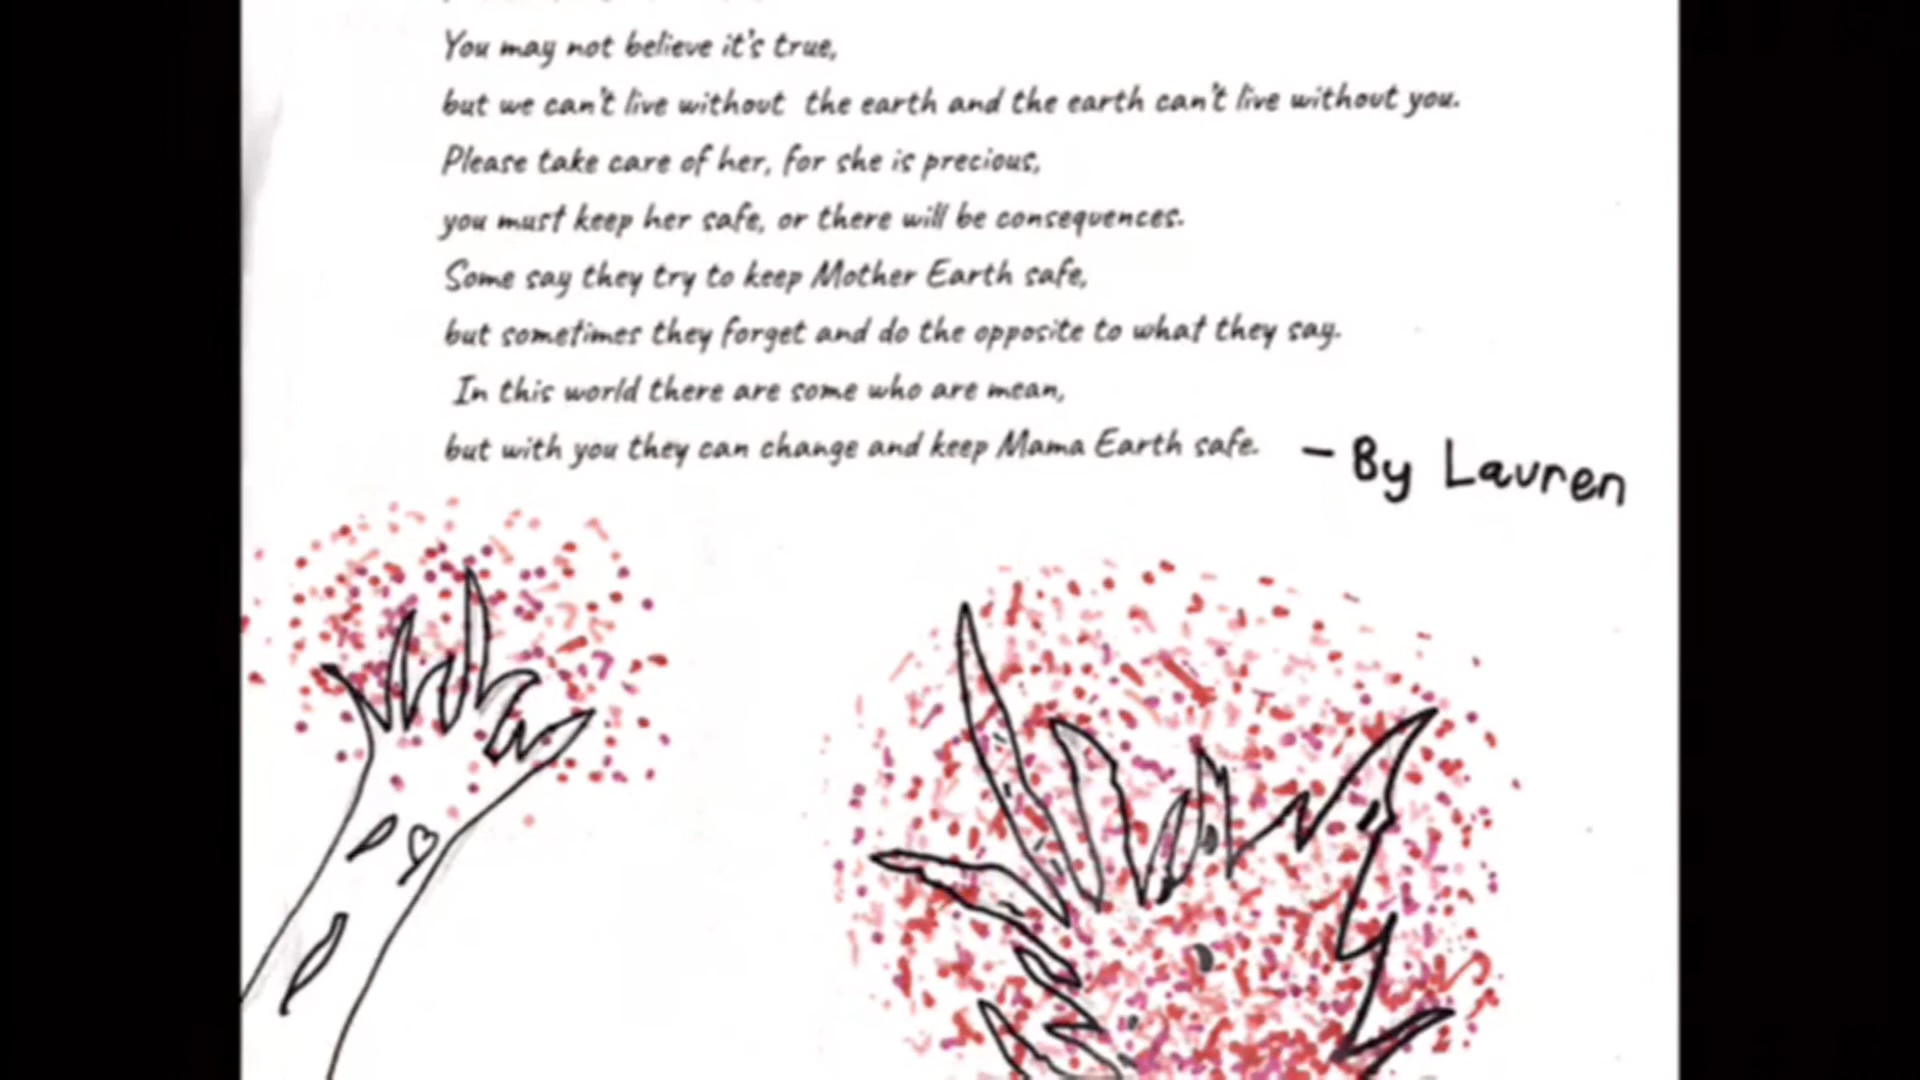 You may not believe it's true,
but we can't live without the earth and the earth can't live without you.
Please take care of her, for she is precious,
you must keep her safe, or there will be consequences.
Some say they try to keep Mother Earth safe,
but sometimes they forget and do the opposite to what they say.
In this world there are some who are mean,
but with you they can change and keep Mama Earth safe.
- By Lauren